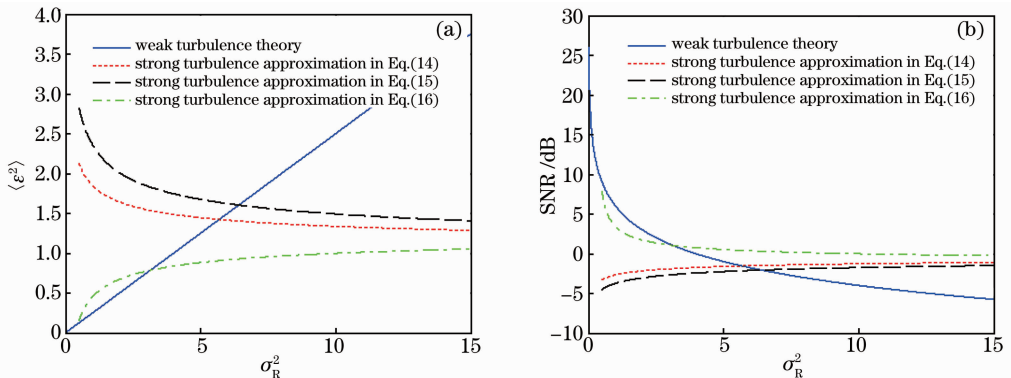 (a)
4.0
3.5
3.0
2.5
2.0
1.5
1.0
0.5
0
⟨ε²⟩
weak turbulence theory
strong turbulence approximation in Eq.(14)
strong turbulence approximation in Eq.(15)
strong turbulence approximation in Eq.(16)
0
5
10
15
σ²_R
(b)
30
25
20
15
10
5
0
−5
−10
SNR /dB
weak turbulence theory
strong turbulence approximation in Eq.(14)
strong turbulence approximation in Eq.(15)
strong turbulence approximation in Eq.(16)
0
5
10
15
σ²_R